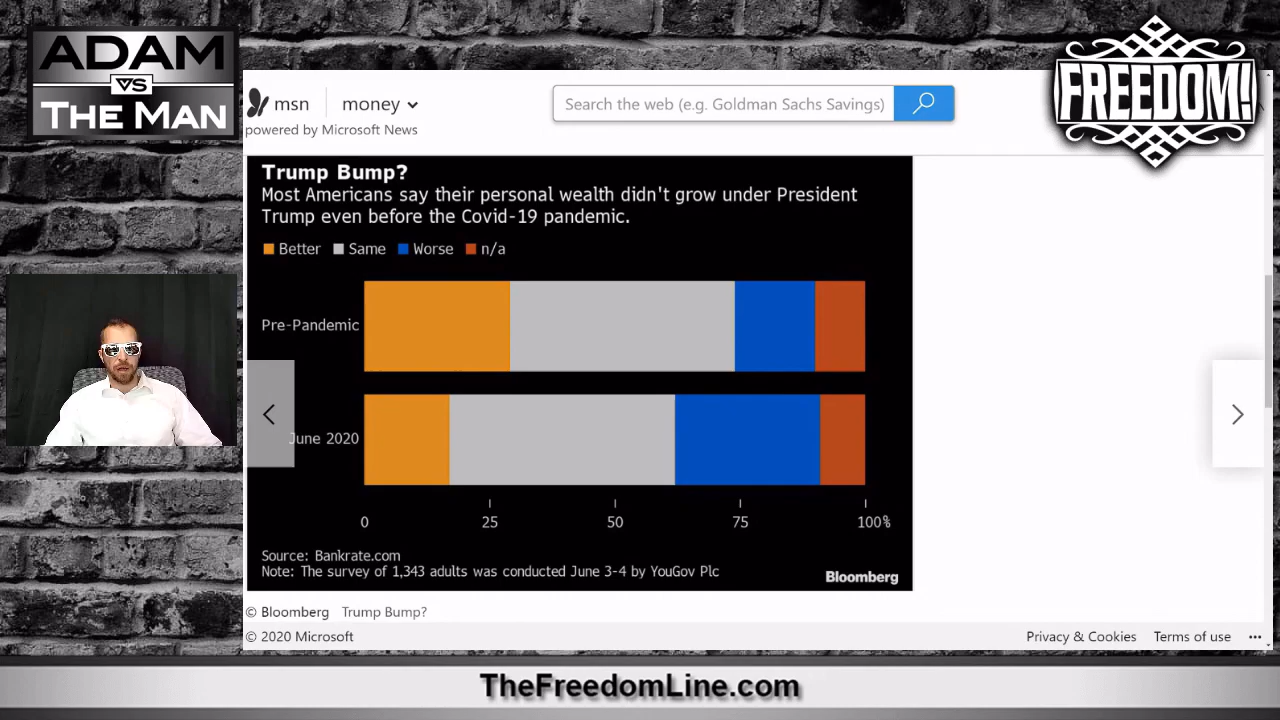 ADAM
VS
THE MAN
FREEDOM!
msn money
powered by Microsoft News
Search the web (e.g. Goldman Sachs Savings)
Trump Bump?
Most Americans say their personal wealth didn't grow under President
Trump even before the Covid-19 pandemic.
Better Same Worse n/a
Pre-Pandemic
June 2020
0 25 50 75 100%
Source: Bankrate.com
Note: The survey of 1,343 adults was conducted June 3-4 by YouGov Plc
Bloomberg
© Bloomberg Trump Bump?
© 2020 Microsoft Privacy & Cookies Terms of use ...
TheFreedomLine.com